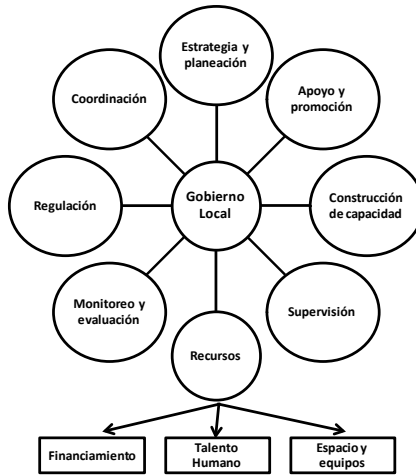 Estrategia y
planeación
Coordinación
Apoyo y
promoción
Regulación
Gobierno
Local
Construcción
de capacidad
Monitoreo y
evaluación
Supervisión
Recursos
Financiamiento
Talento
Humano
Espacio y
equipos